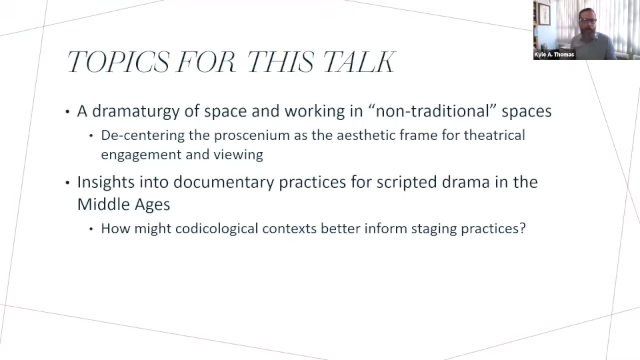 TOPICS FOR THIS TALK
• A dramaturgy of space and working in “non-traditional” spaces
• De-centering the proscenium as the aesthetic frame for theatrical
engagement and viewing
• Insights into documentary practices for scripted drama in the
Middle Ages
• How might codicological contexts better inform staging practices?
Kyle A. Thomas